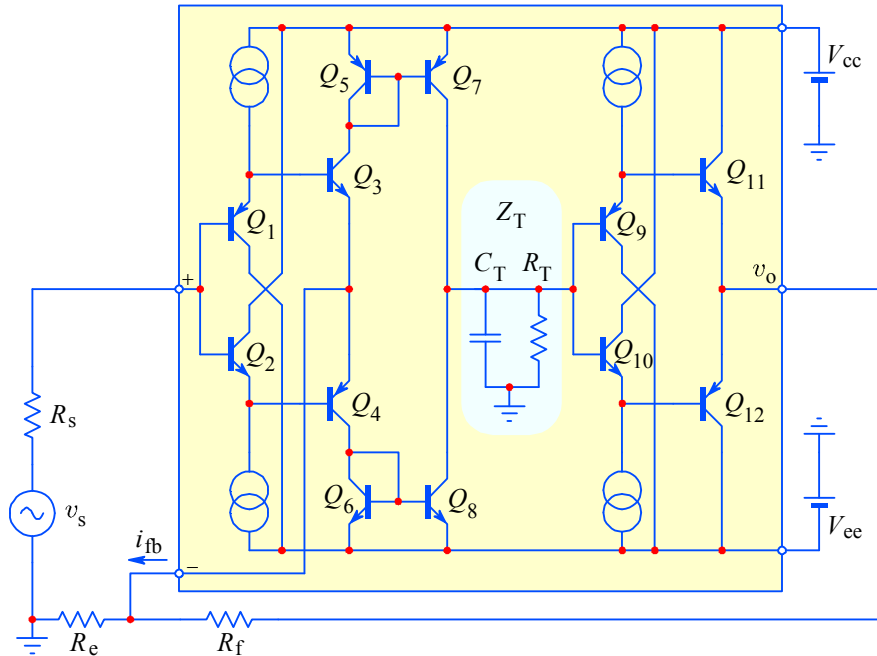 Q5
Q7
Vcc
Q3
Q11
Q1
ZT
Q9
CT
RT
+
vo
Q2
Q10
Q4
Q12
Rs
vs
Q6
Q8
Vee
ifb
−
Re
Rf